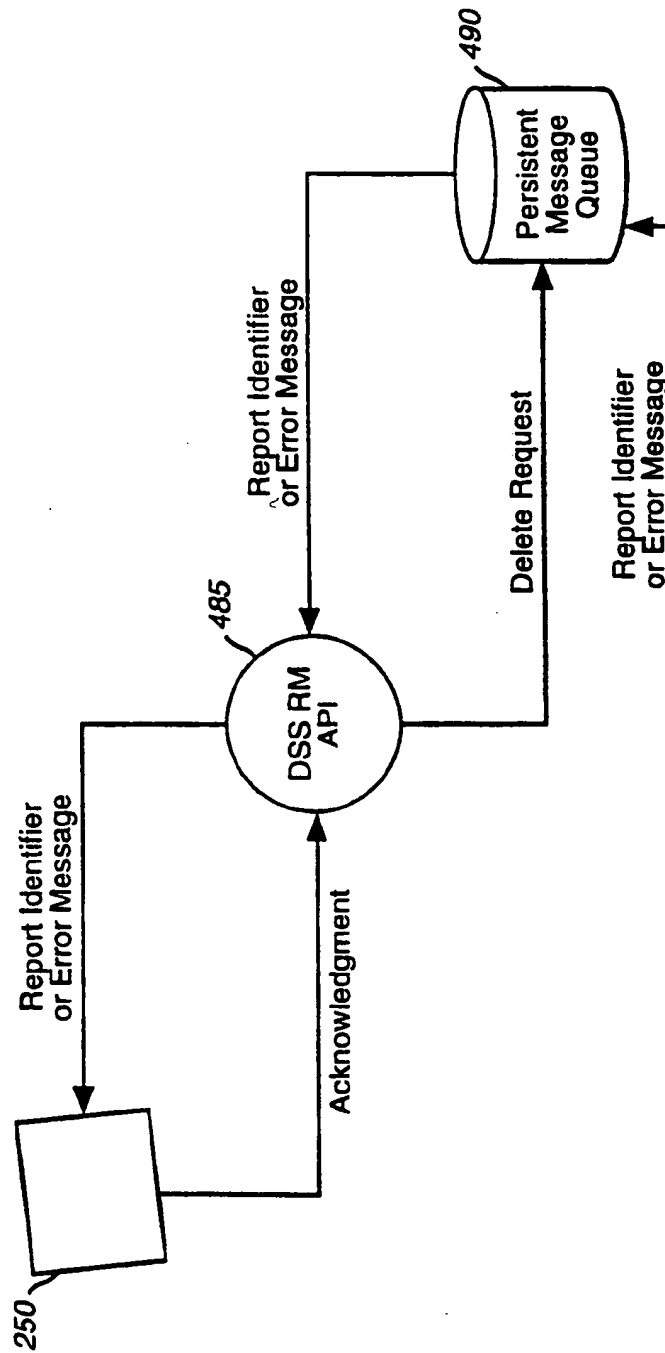 250
Report Identifier
or Error Message
Acknowledgment
485
DSS RM
API
Report Identifier
or Error Message
Delete Request
490
Persistent
Message
Queue
Report Identifier
or Error Message